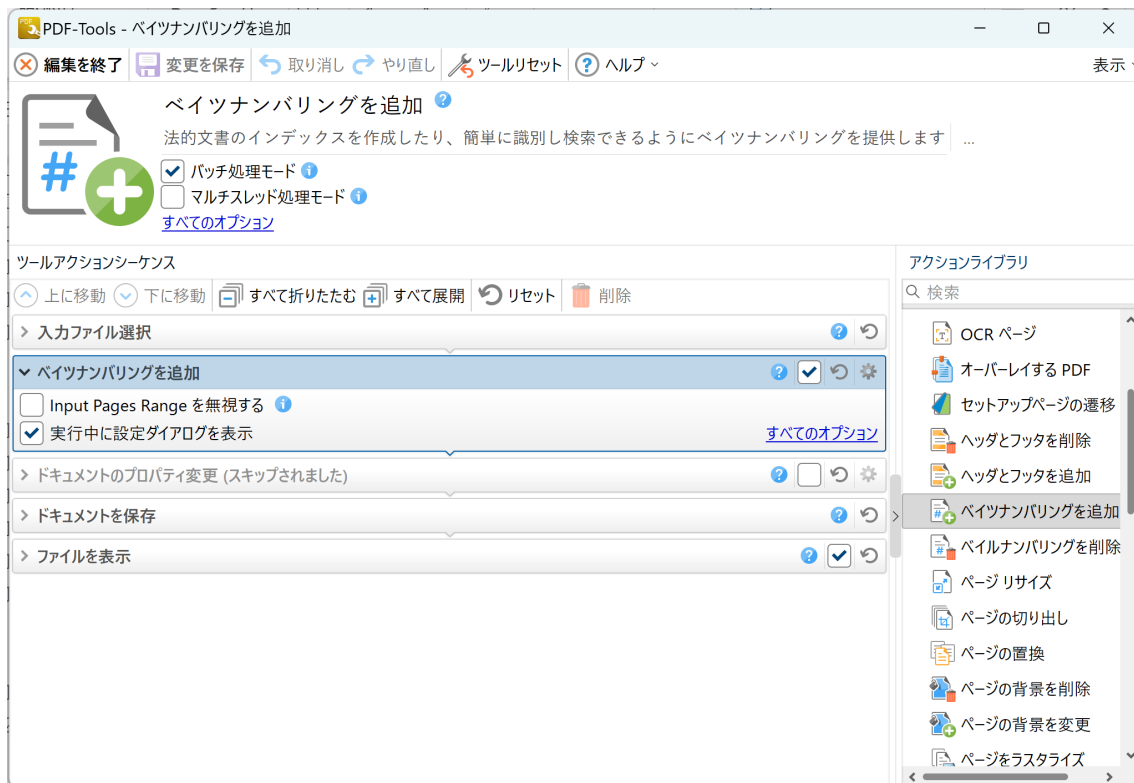 PDF-Tools - ベイツナンバリングを追加
編集を終了 変更を保存 取り消し やり直し ツールリセット ヘルプ 表示
ベイツナンバリングを追加
法的文書のインデックスを作成したり、簡単に識別し検索できるようにベイツナンバリングを提供します ...
バッチ処理モード
マルチスレッド処理モード
すべてのオプション
ツールアクションシーケンス
上に移動 下に移動 すべて折りたたむ すべて展開 リセット 削除
入力ファイル選択
ベイツナンバリングを追加
Input Pages Range を無視する
実行中に設定ダイアログを表示 すべてのオプション
ドキュメントのプロパティ変更 (スキップされました)
ドキュメントを保存
ファイルを表示
アクションライブラリ
検索
OCR ページ
オーバーレイする PDF
セットアップページの遷移
ヘッダとフッタを削除
ヘッダとフッタを追加
ベイツナンバリングを追加
ベイルナンバリングを削除
ページ リサイズ
ページの切り出し
ページの置換
ページの背景を削除
ページの背景を変更
ページをラスタライズ